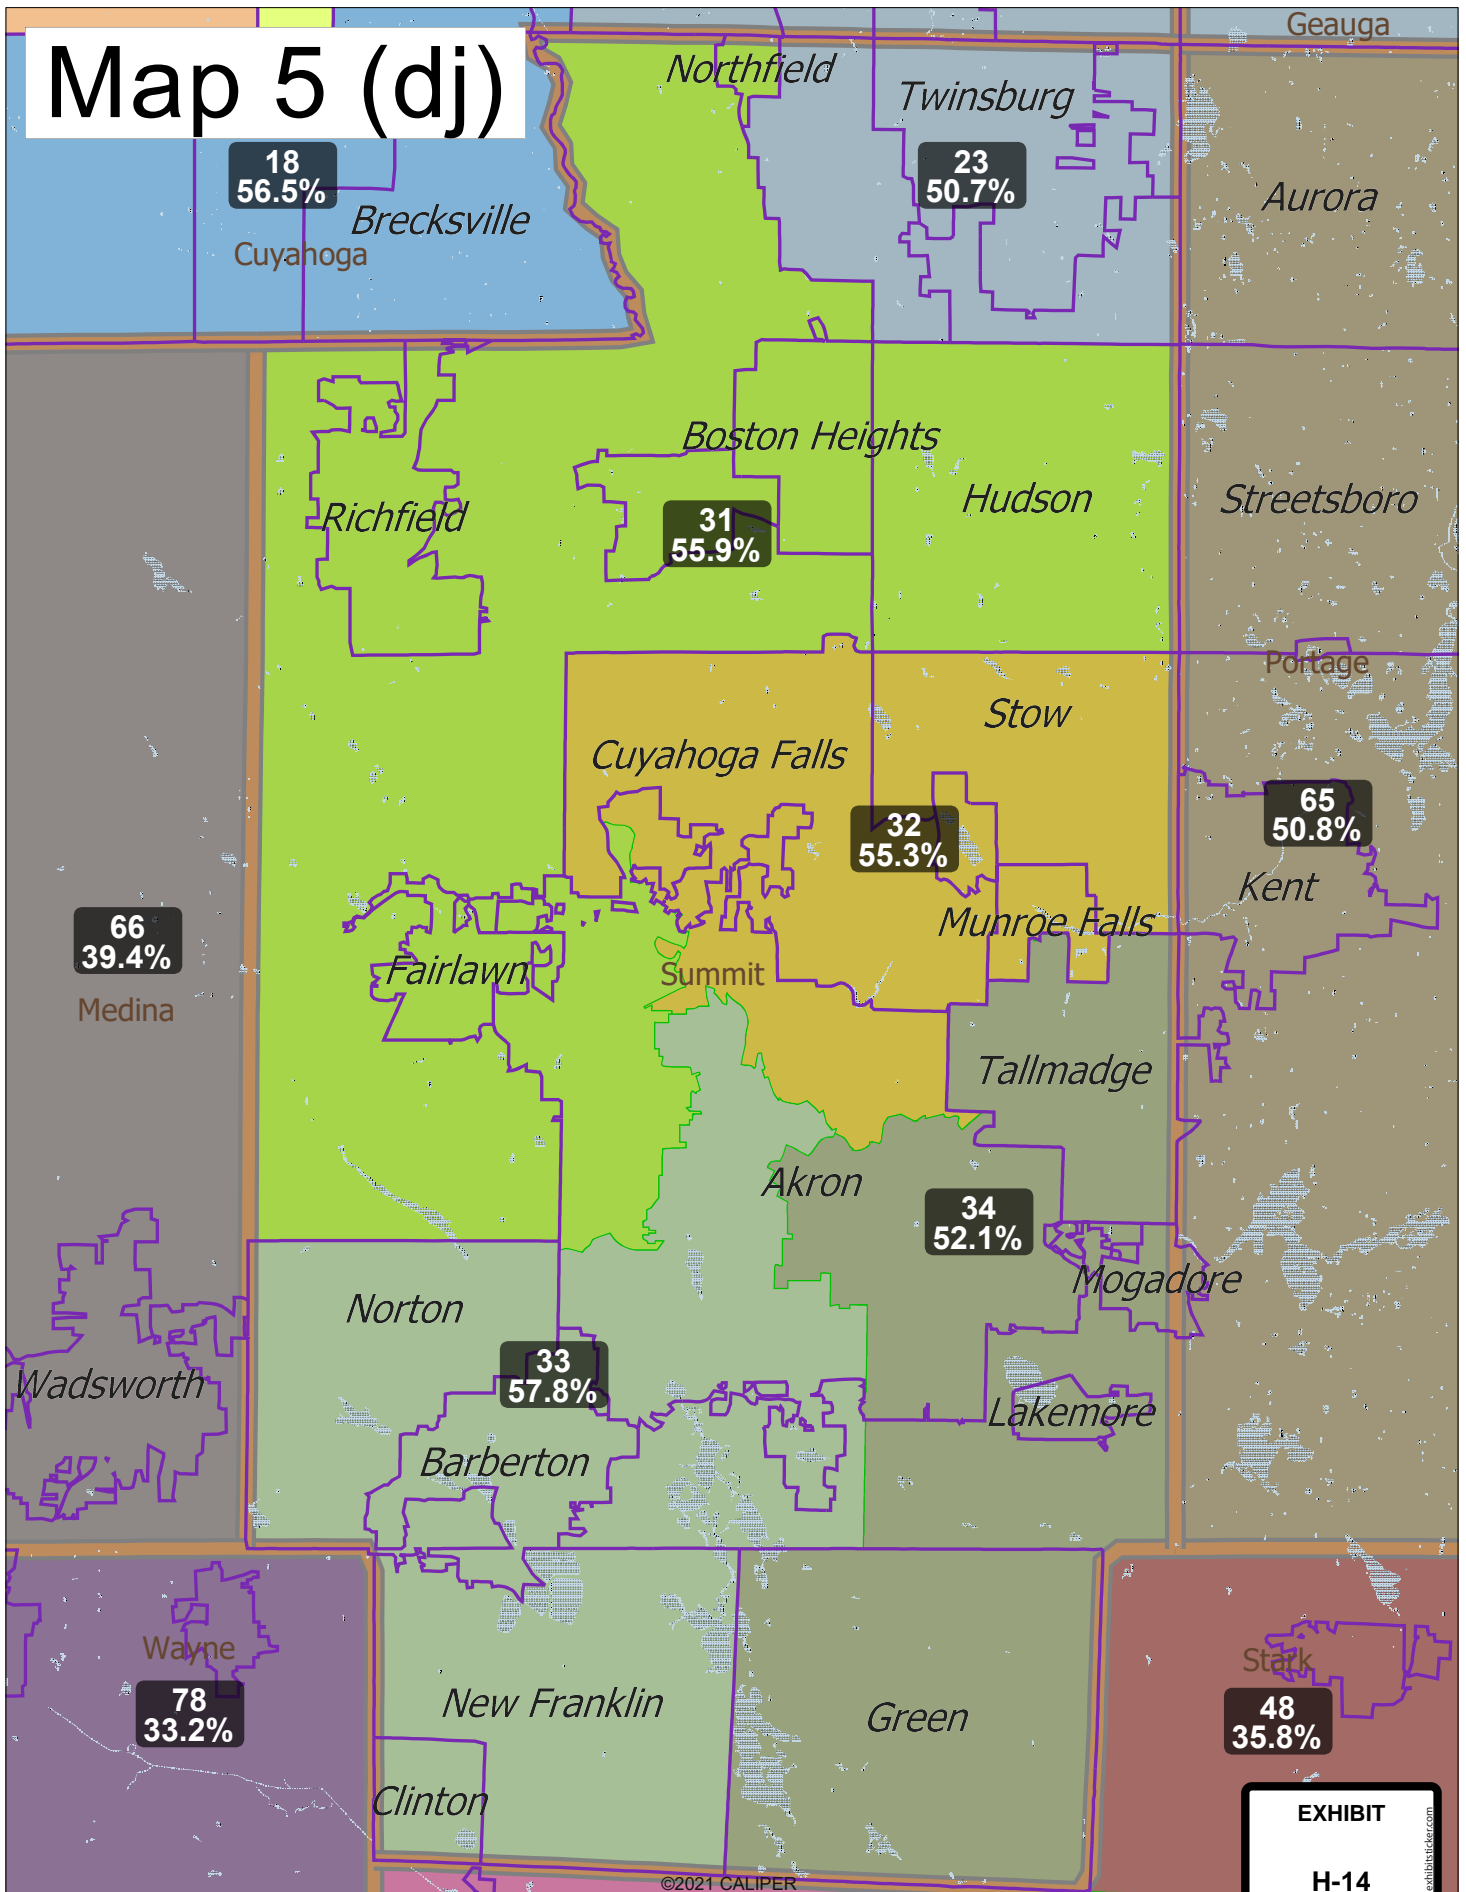 Geauga
Map 5 (dj)
Northfield
Twinsburg
18
56.5%
23
50.7%
Aurora
Brecksville
Cuyahoga
Boston Heights
Hudson
Streetsboro
Richfield
31
55.9%
Portage
Stow
Cuyahoga Falls
65
50.8%
32
55.3%
Kent
Munroe Falls
66
39.4%
Fairlawn
Summit
Medina
Tallmadge
Akron
34
52.1%
Mogadore
Norton
33
57.8%
Wadsworth
Lakemore
Barberton
Wayne
Stark
78
33.2%
New Franklin
Green
48
35.8%
Clinton
EXHIBIT
H-14
exhibitsticker.com
©2021 CALIPER